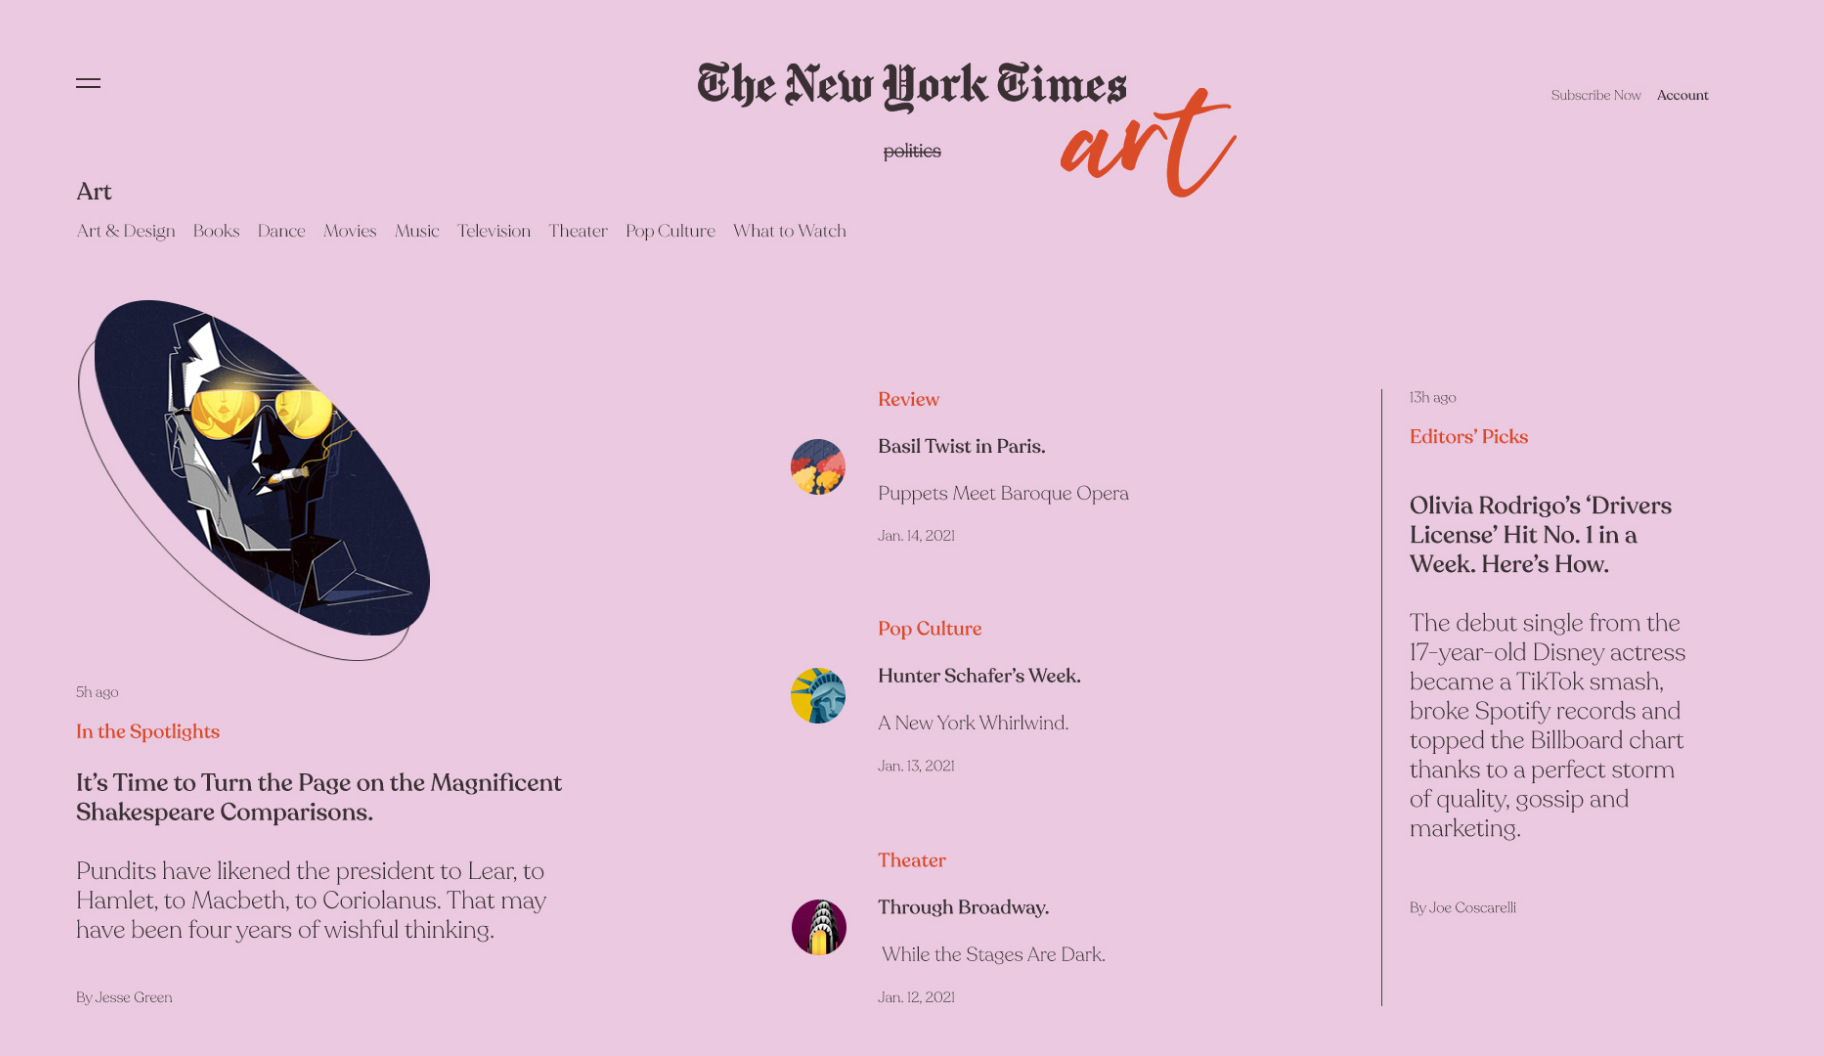 The New York Times
art
politics
Subscribe Now Account
Art
Art & Design Books Dance Movies Music Television Theater Pop Culture What to Watch
5h ago
In the Spotlights
It’s Time to Turn the Page on the Magnificent
Shakespeare Comparisons.
Pundits have likened the president to Lear, to
Hamlet, to Macbeth, to Coriolanus. That may
have been four years of wishful thinking.
By Jesse Green
Review
Basil Twist in Paris.
Puppets Meet Baroque Opera
Jan. 14, 2021
Pop Culture
Hunter Schafer’s Week.
A New York Whirlwind.
Jan. 13, 2021
Theater
Through Broadway.
While the Stages Are Dark.
Jan. 12, 2021
13h ago
Editors’ Picks
Olivia Rodrigo’s ‘Drivers
License’ Hit No. 1 in a
Week. Here’s How.
The debut single from the
17-year-old Disney actress
became a TikTok smash,
broke Spotify records and
topped the Billboard chart
thanks to a perfect storm
of quality, gossip and
marketing.
By Joe Coscarelli